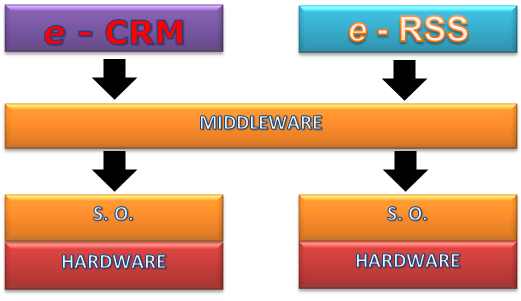 e - CRM
e - RSS
MIDDLEWARE
S. O.
S. O.
HARDWARE
HARDWARE